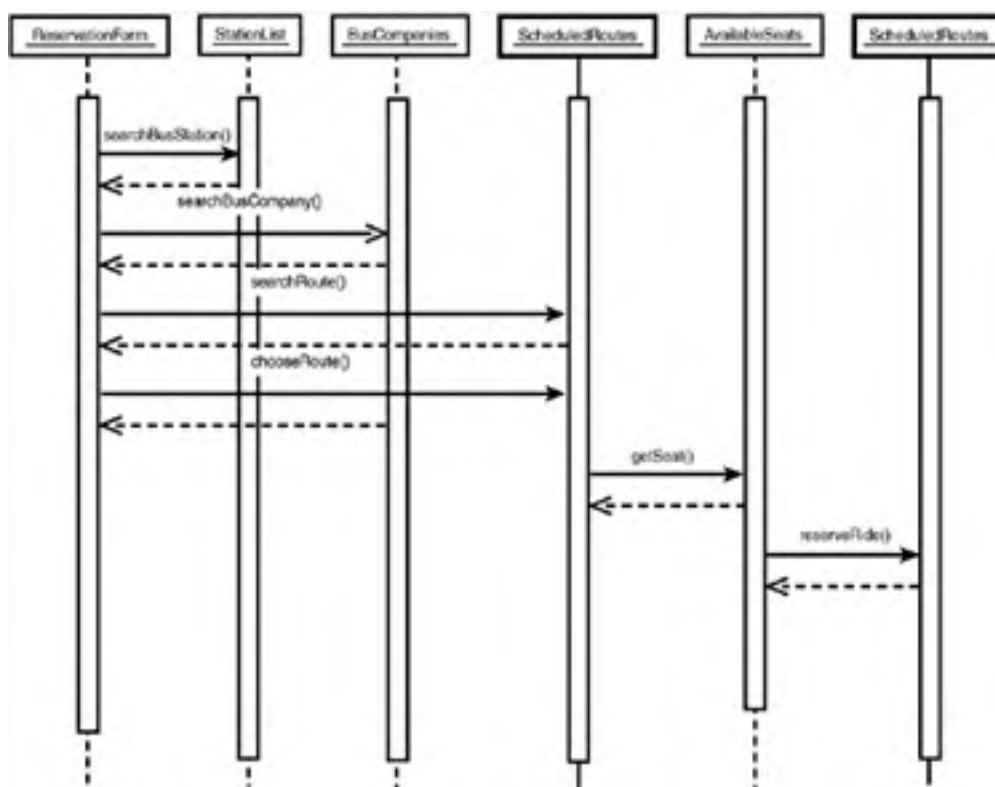 ReservationForm
StationList
BusCompanies
ScheduledRoutes
AvailableSeats
ScheduledRoutes
searchBusStation()
searchBusCompany()
searchRoute()
chooseRoute()
getSeat()
reserveRide()